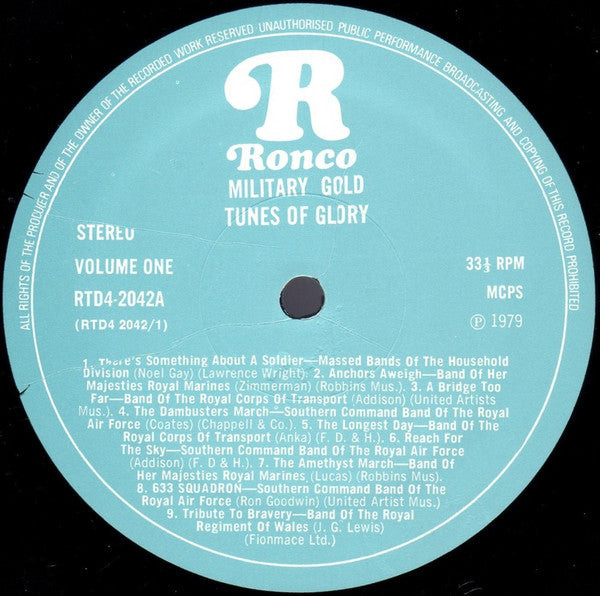 ALL RIGHTS OF THE PRODUCER AND OF THE OWNER OF THE RECORDED WORK RESERVED UNAUTHORISED PUBLIC PERFORMANCE BROADCASTING AND COPYING OF THIS RECORD PROHIBITED
R
Ronco
MILITARY GOLD
TUNES OF GLORY
STEREO
VOLUME ONE
33⅓ RPM
RTD4-2042A
MCPS
(RTD4 2042/1)
℗ 1979
1. There's Something About A Soldier—Massed Bands Of The Household
Division (Noel Gay) (Lawrence Wright) 2. Anchors Aweigh—Band Of Her
Majesties Royal Marines (Zimmerman) (Robbins Mus.) 3. A Bridge Too
Far—Band Of The Royal Corps Of Transport (Addison) (United Artists
Mus.) 4. The Dambusters March—Southern Command Band Of The Royal
Air Force (Coates) (Chappell & Co.) 5. The Longest Day—Band Of The
Royal Corps Of Transport (Anka) (F. D. & H.) 6. Reach For
The Sky—Southern Command Band Of The Royal Air Force
(Addison) (F. D & H.) 7. The Amethyst March—Band Of
Her Majesties Royal Marines (Lucas) (Robbins Mus).
8. 633 SQUADRON—Southern Command Band Of The
Royal Air Force (Ron Goodwin) (United Artist Mus.)
9. Tribute To Bravery—Band Of The Royal
Regiment Of Wales (J. G. Lewis)
(Fionmace Ltd.)